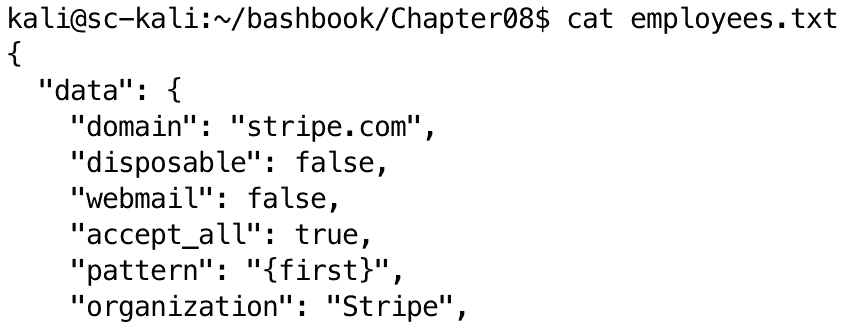 kali@sc-kali:~/bashbook/Chapter08$ cat employees.txt
{
  "data": {
    "domain": "stripe.com",
    "disposable": false,
    "webmail": false,
    "accept_all": true,
    "pattern": "{first}",
    "organization": "Stripe",